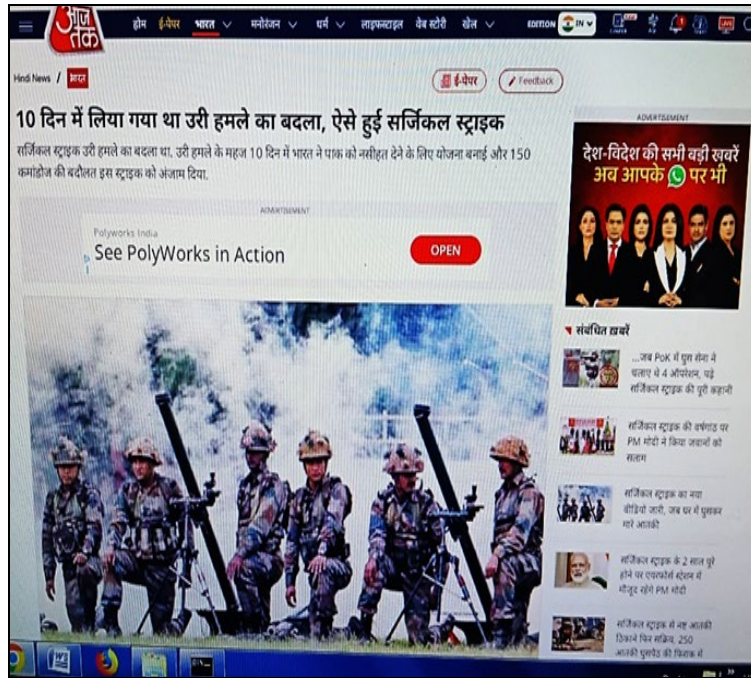 आज तक
होम ई-पेपर भारत मनोरंजन धर्म लाइफस्टाइल वेब स्टोरी खेल EDITION IN
Hindi News / भारत
ई-पेपर Feedback
10 दिन में लिया गया था उरी हमले का बदला, ऐसे हुई सर्जिकल स्ट्राइक
सर्जिकल स्ट्राइक उरी हमले का बदला था. उरी हमले के महज 10 दिन में भारत ने पाक को नसीहत देने के लिए योजना बनाई और 150
कमांडोज की बदौलत इस स्ट्राइक को अंजाम दिया.
ADVERTISEMENT
Polyworks India
See PolyWorks in Action
OPEN
ADVERTISEMENT
देश-विदेश की सभी बड़ी खबरें
अब आपके पर भी
संबंधित ख़बरें
...जब PoK में घुस सेना ने
चलाए थे 4 ऑपरेशन, पढ़ें
सर्जिकल स्ट्राइक की पूरी कहानी
सर्जिकल स्ट्राइक की वर्षगांठ पर
PM मोदी ने किया जवानों को
सलाम
सर्जिकल स्ट्राइक का नया
वीडियो जारी, जब घर में घुसकर
मारे आतंकी
सर्जिकल स्ट्राइक के 2 साल पूरे
होने पर एयरफोर्स स्टेशन में
मौजूद रहेंगे PM मोदी
सर्जिकल स्ट्राइक में नष्ट आतंकी
ठिकाने फिर सक्रिय, 250
आतंकी घुसपैठ की फिराक में